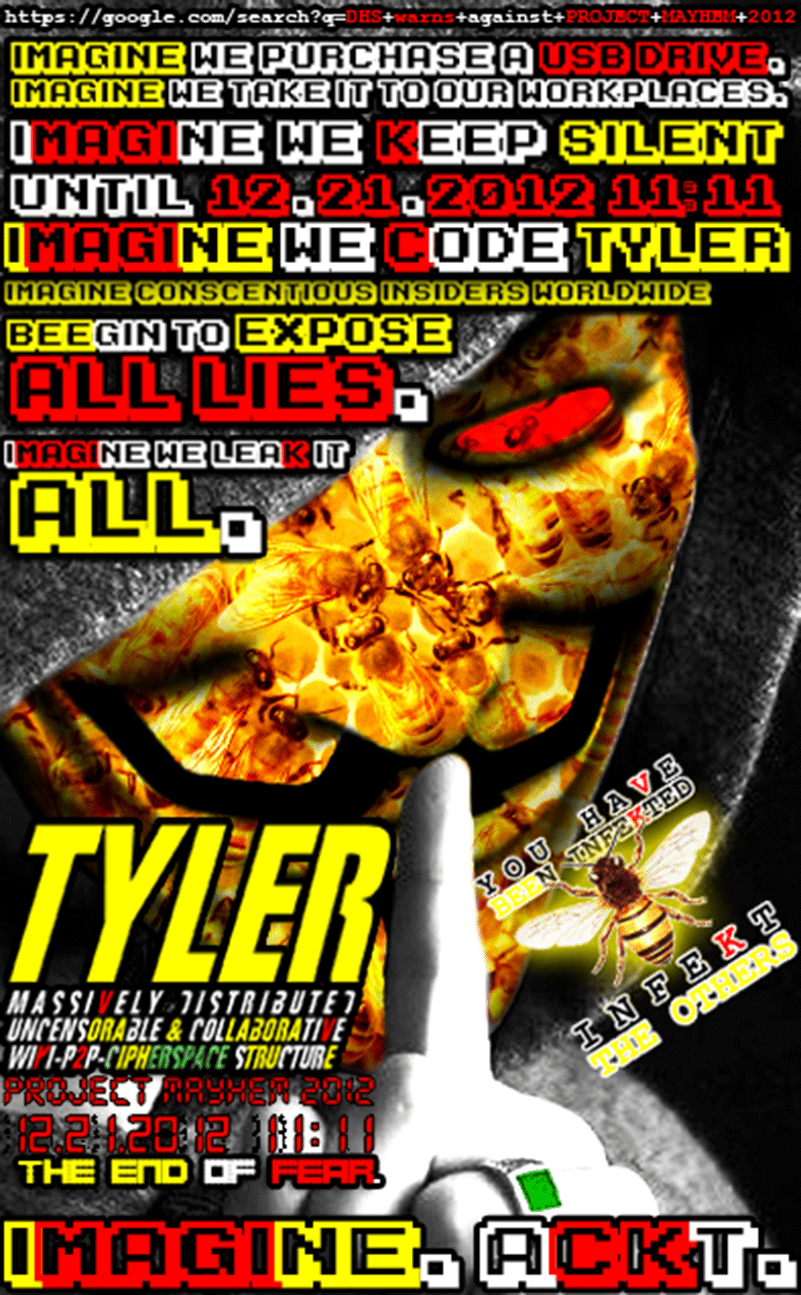 https://google.com/search?q=DHS+warns+against+PROJECT+MAYHEM+2012
IMAGINE WE PURCHASE A USB DRIVE.
IMAGINE WE TAKE IT TO OUR WORKPLACES.
IMAGINE WE KEEP SILENT
UNTIL 12.21.2012 11:11
IMAGINE WE CODE TYLER
IMAGINE CONSCENTIOUS INSIDERS WORLDWIDE
BEEGIN TO EXPOSE
ALL LIES.
IMAGINE WE LEAK IT
ALL.
YOU HAVE
BEEN INFEKTED
INFEKT
THE OTHERS
TYLER
MASSIVELY DISTRIBUTED
UNCENSORABLE & COLLABORATIVE
WIKI-P2P-CIPHERSPACE STRUCTURE
PROJECT MAYHEM 2012
12.21.2012 11:11
THE END OF FEAR.
IMAGINE. ACKT.